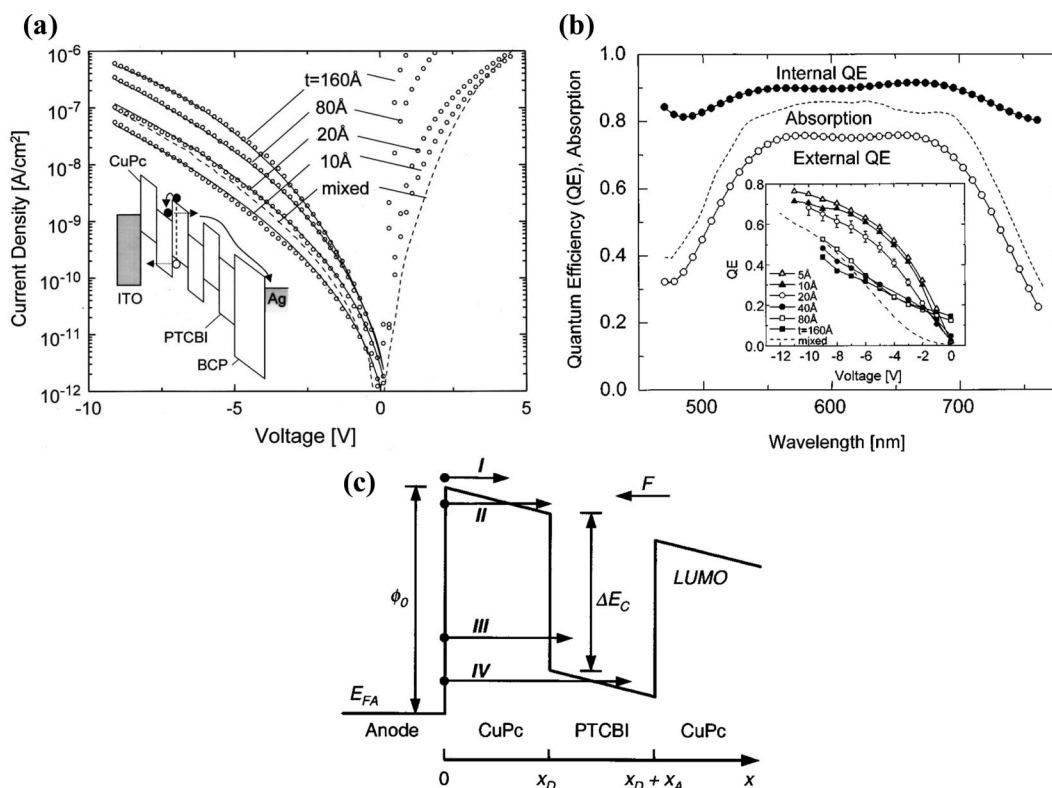 (a)
10-6
10-7
10-8
10-9
10-10
10-11
10-12
Current Density [A/cm2]
-10
-5
0
5
Voltage [V]
t=160Å
80Å
20Å
10Å
mixed
CuPc
ITO
PTCBI
BCP
Ag
(b)
1.0
0.8
0.6
0.4
0.2
0.0
Quantum Efficiency (QE), Absorption
500
600
700
Wavelength [nm]
Internal QE
Absorption
External QE
0.8
0.6
0.4
0.2
0.0
QE
5Å
10Å
20Å
40Å
80Å
t=160Å
mixed
-12 -10 -8 -6 -4 -2 0
Voltage [V]
(c)
I
II
III
IV
F
ϕ0
ΔEC
LUMO
EFA
Anode
CuPc
PTCBI
CuPc
0
xD
xD + xA
x